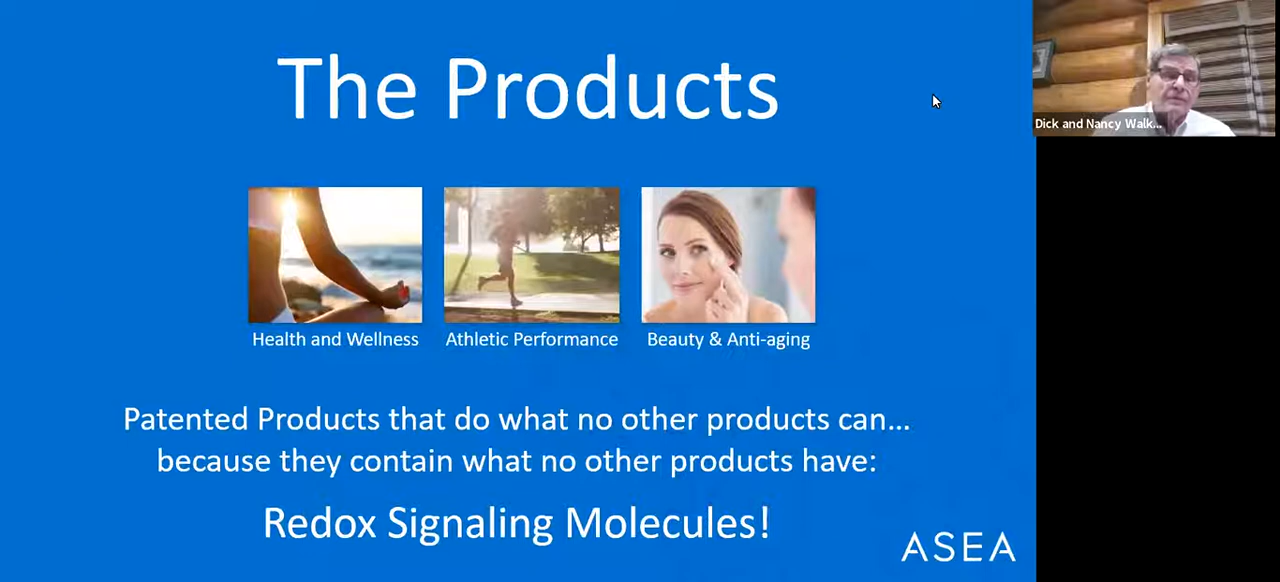 The Products
Dick and Nancy Walk...
Health and Wellness
Athletic Performance
Beauty & Anti-aging
Patented Products that do what no other products can...
because they contain what no other products have:
Redox Signaling Molecules!
ASEA